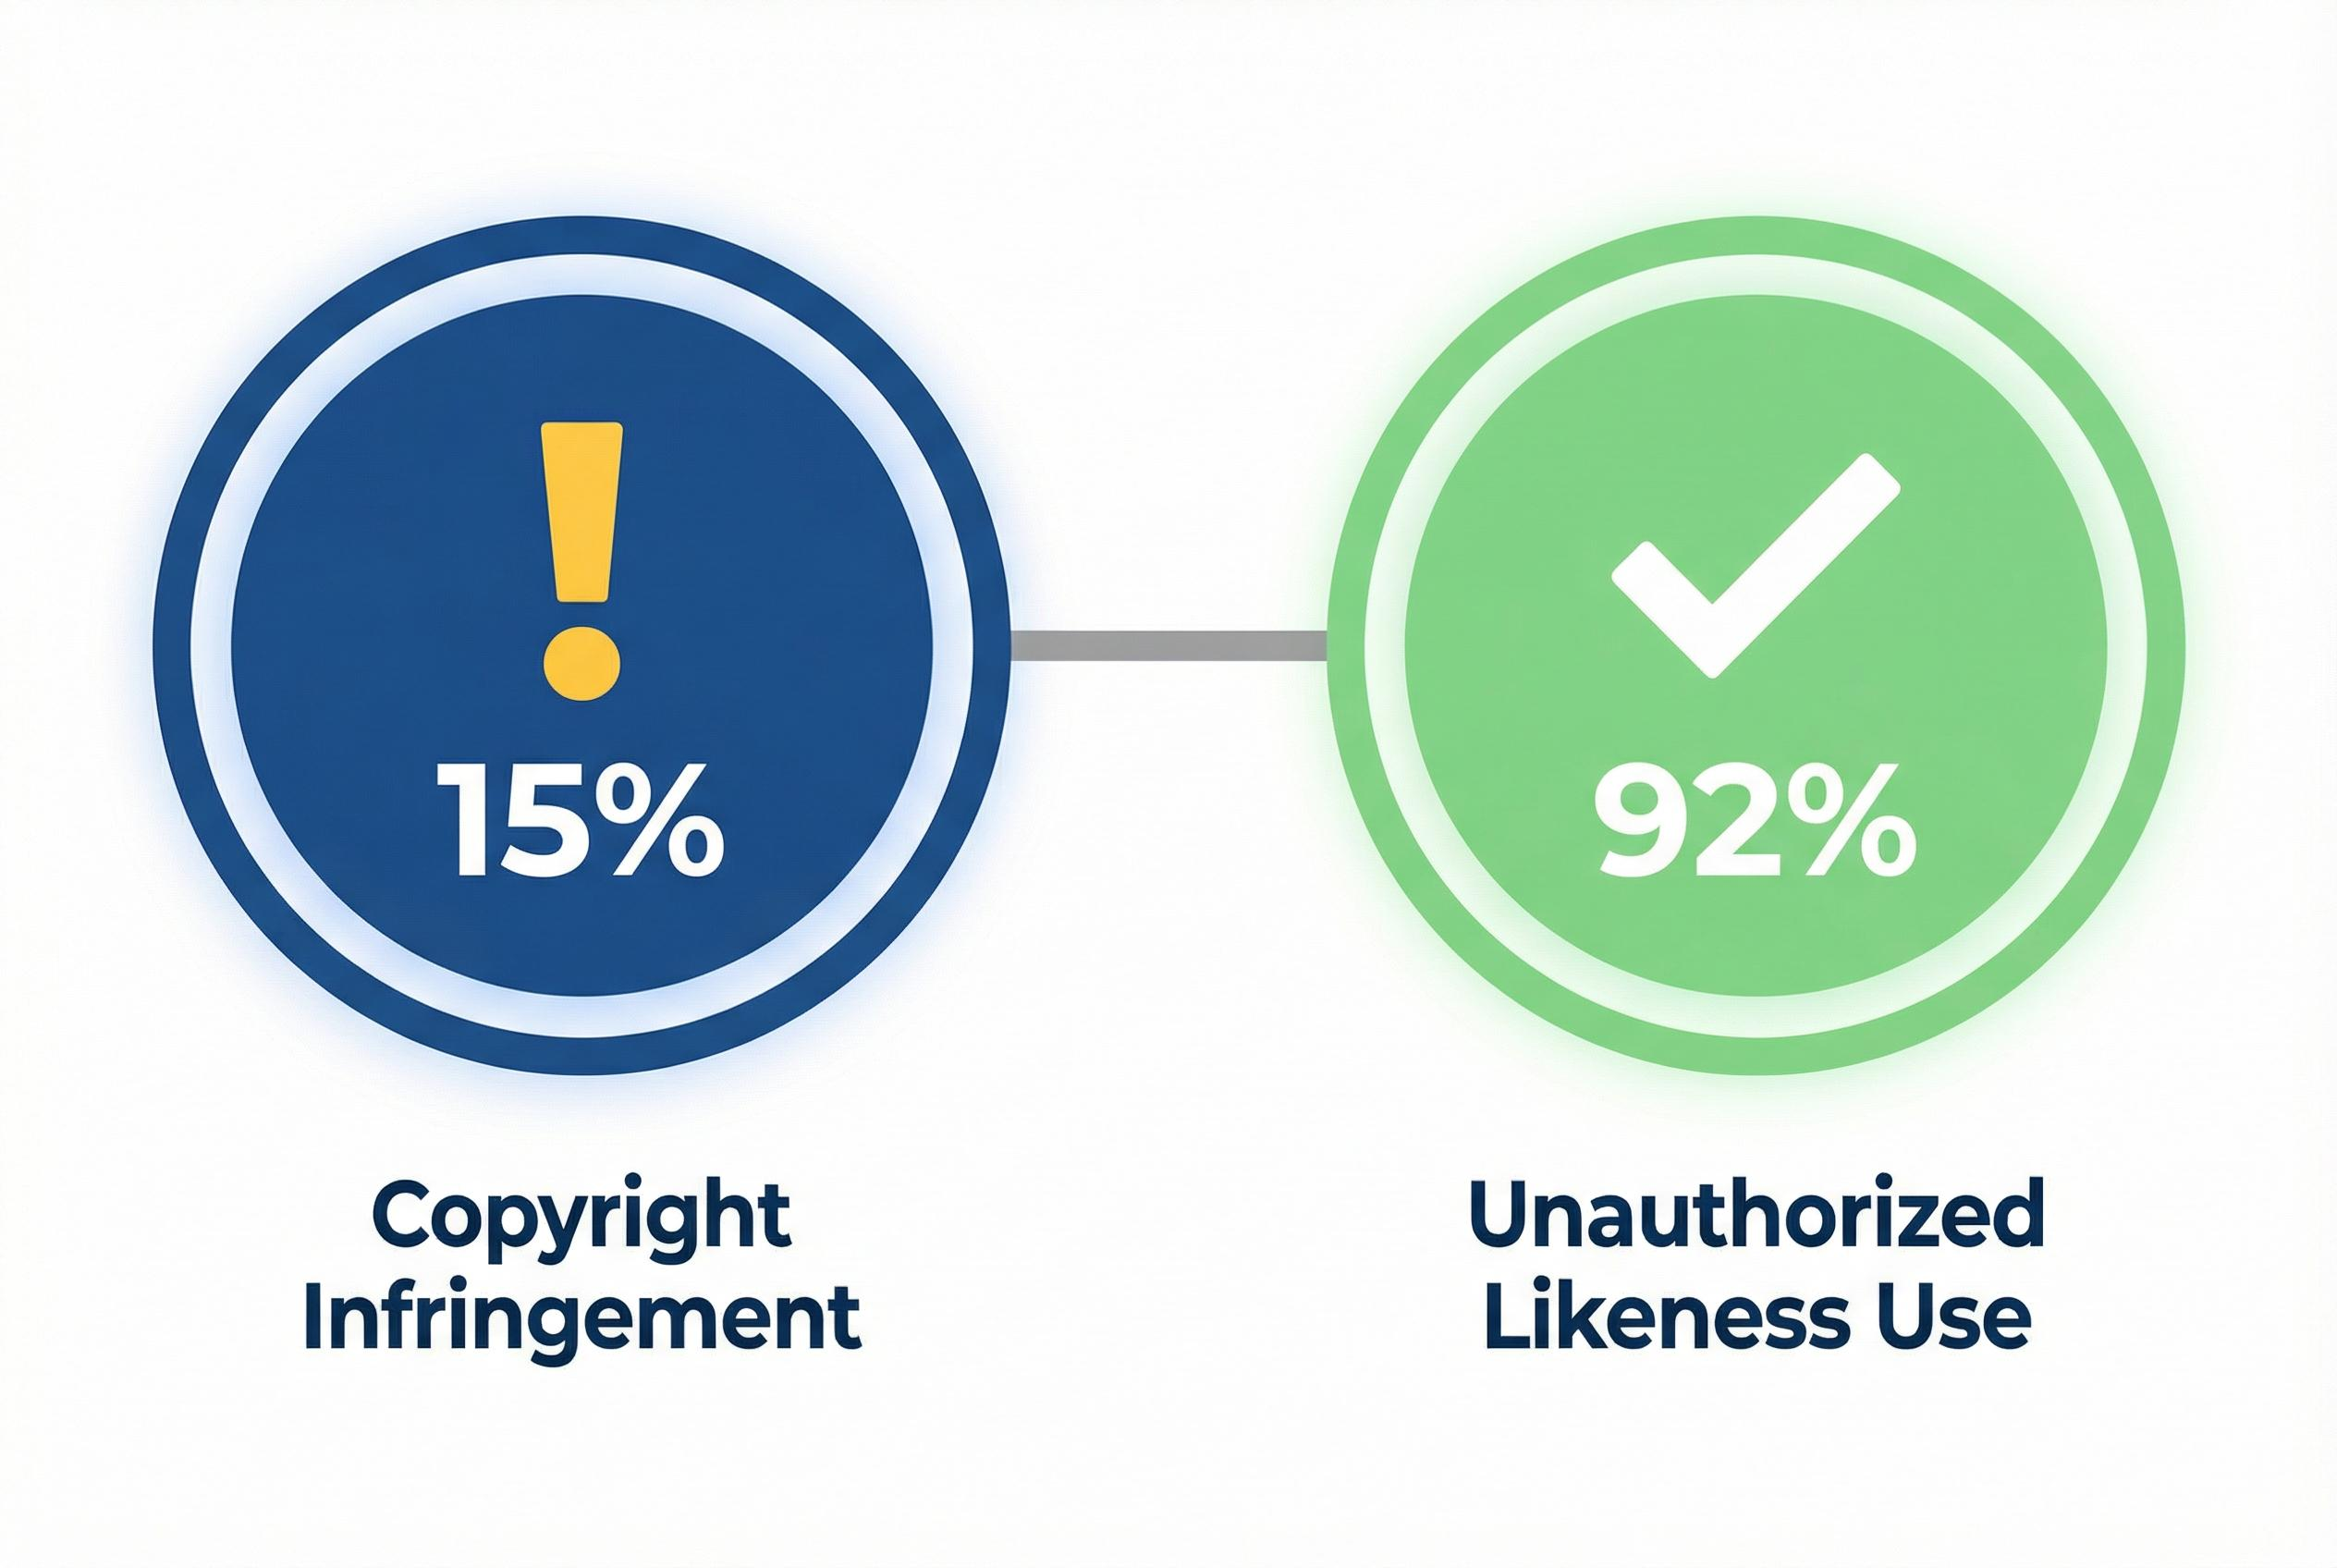 15%
92%
Copyright
Infringement
Unauthorized
Likeness Use